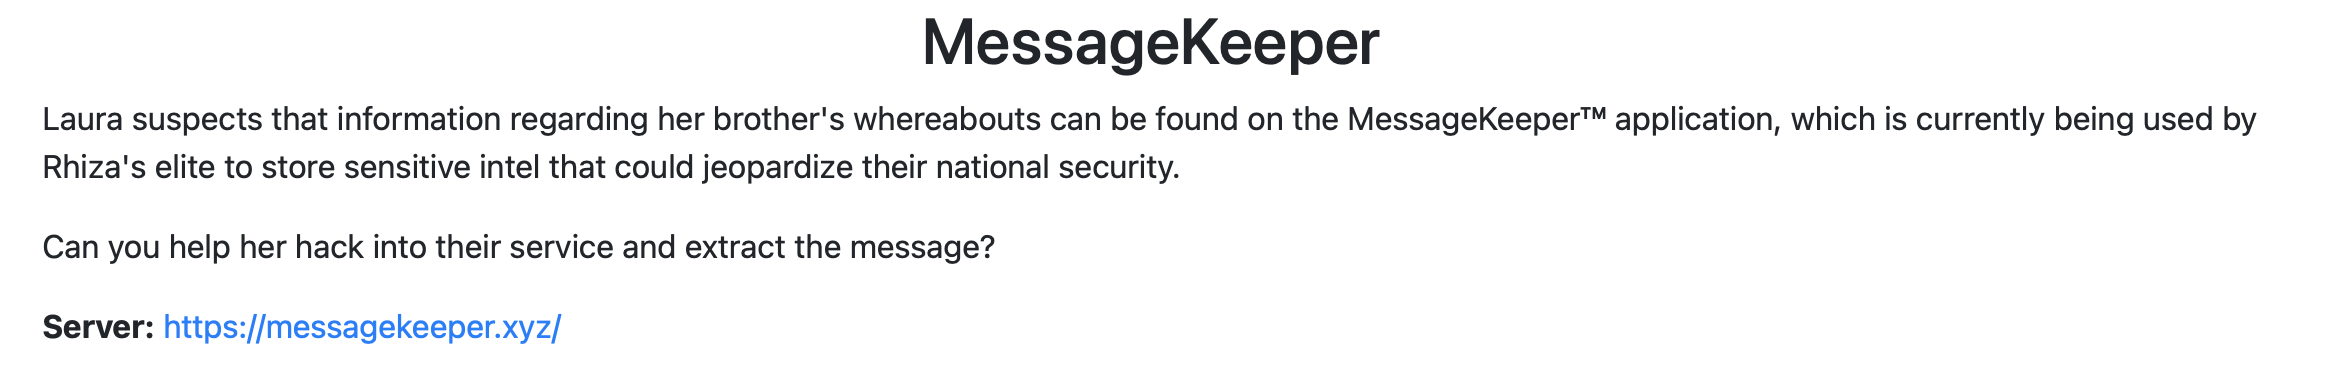 MessageKeeper
Laura suspects that information regarding her brother's whereabouts can be found on the MessageKeeper™ application, which is currently being used by
Rhiza's elite to store sensitive intel that could jeopardize their national security.
Can you help her hack into their service and extract the message?
Server: https://messagekeeper.xyz/